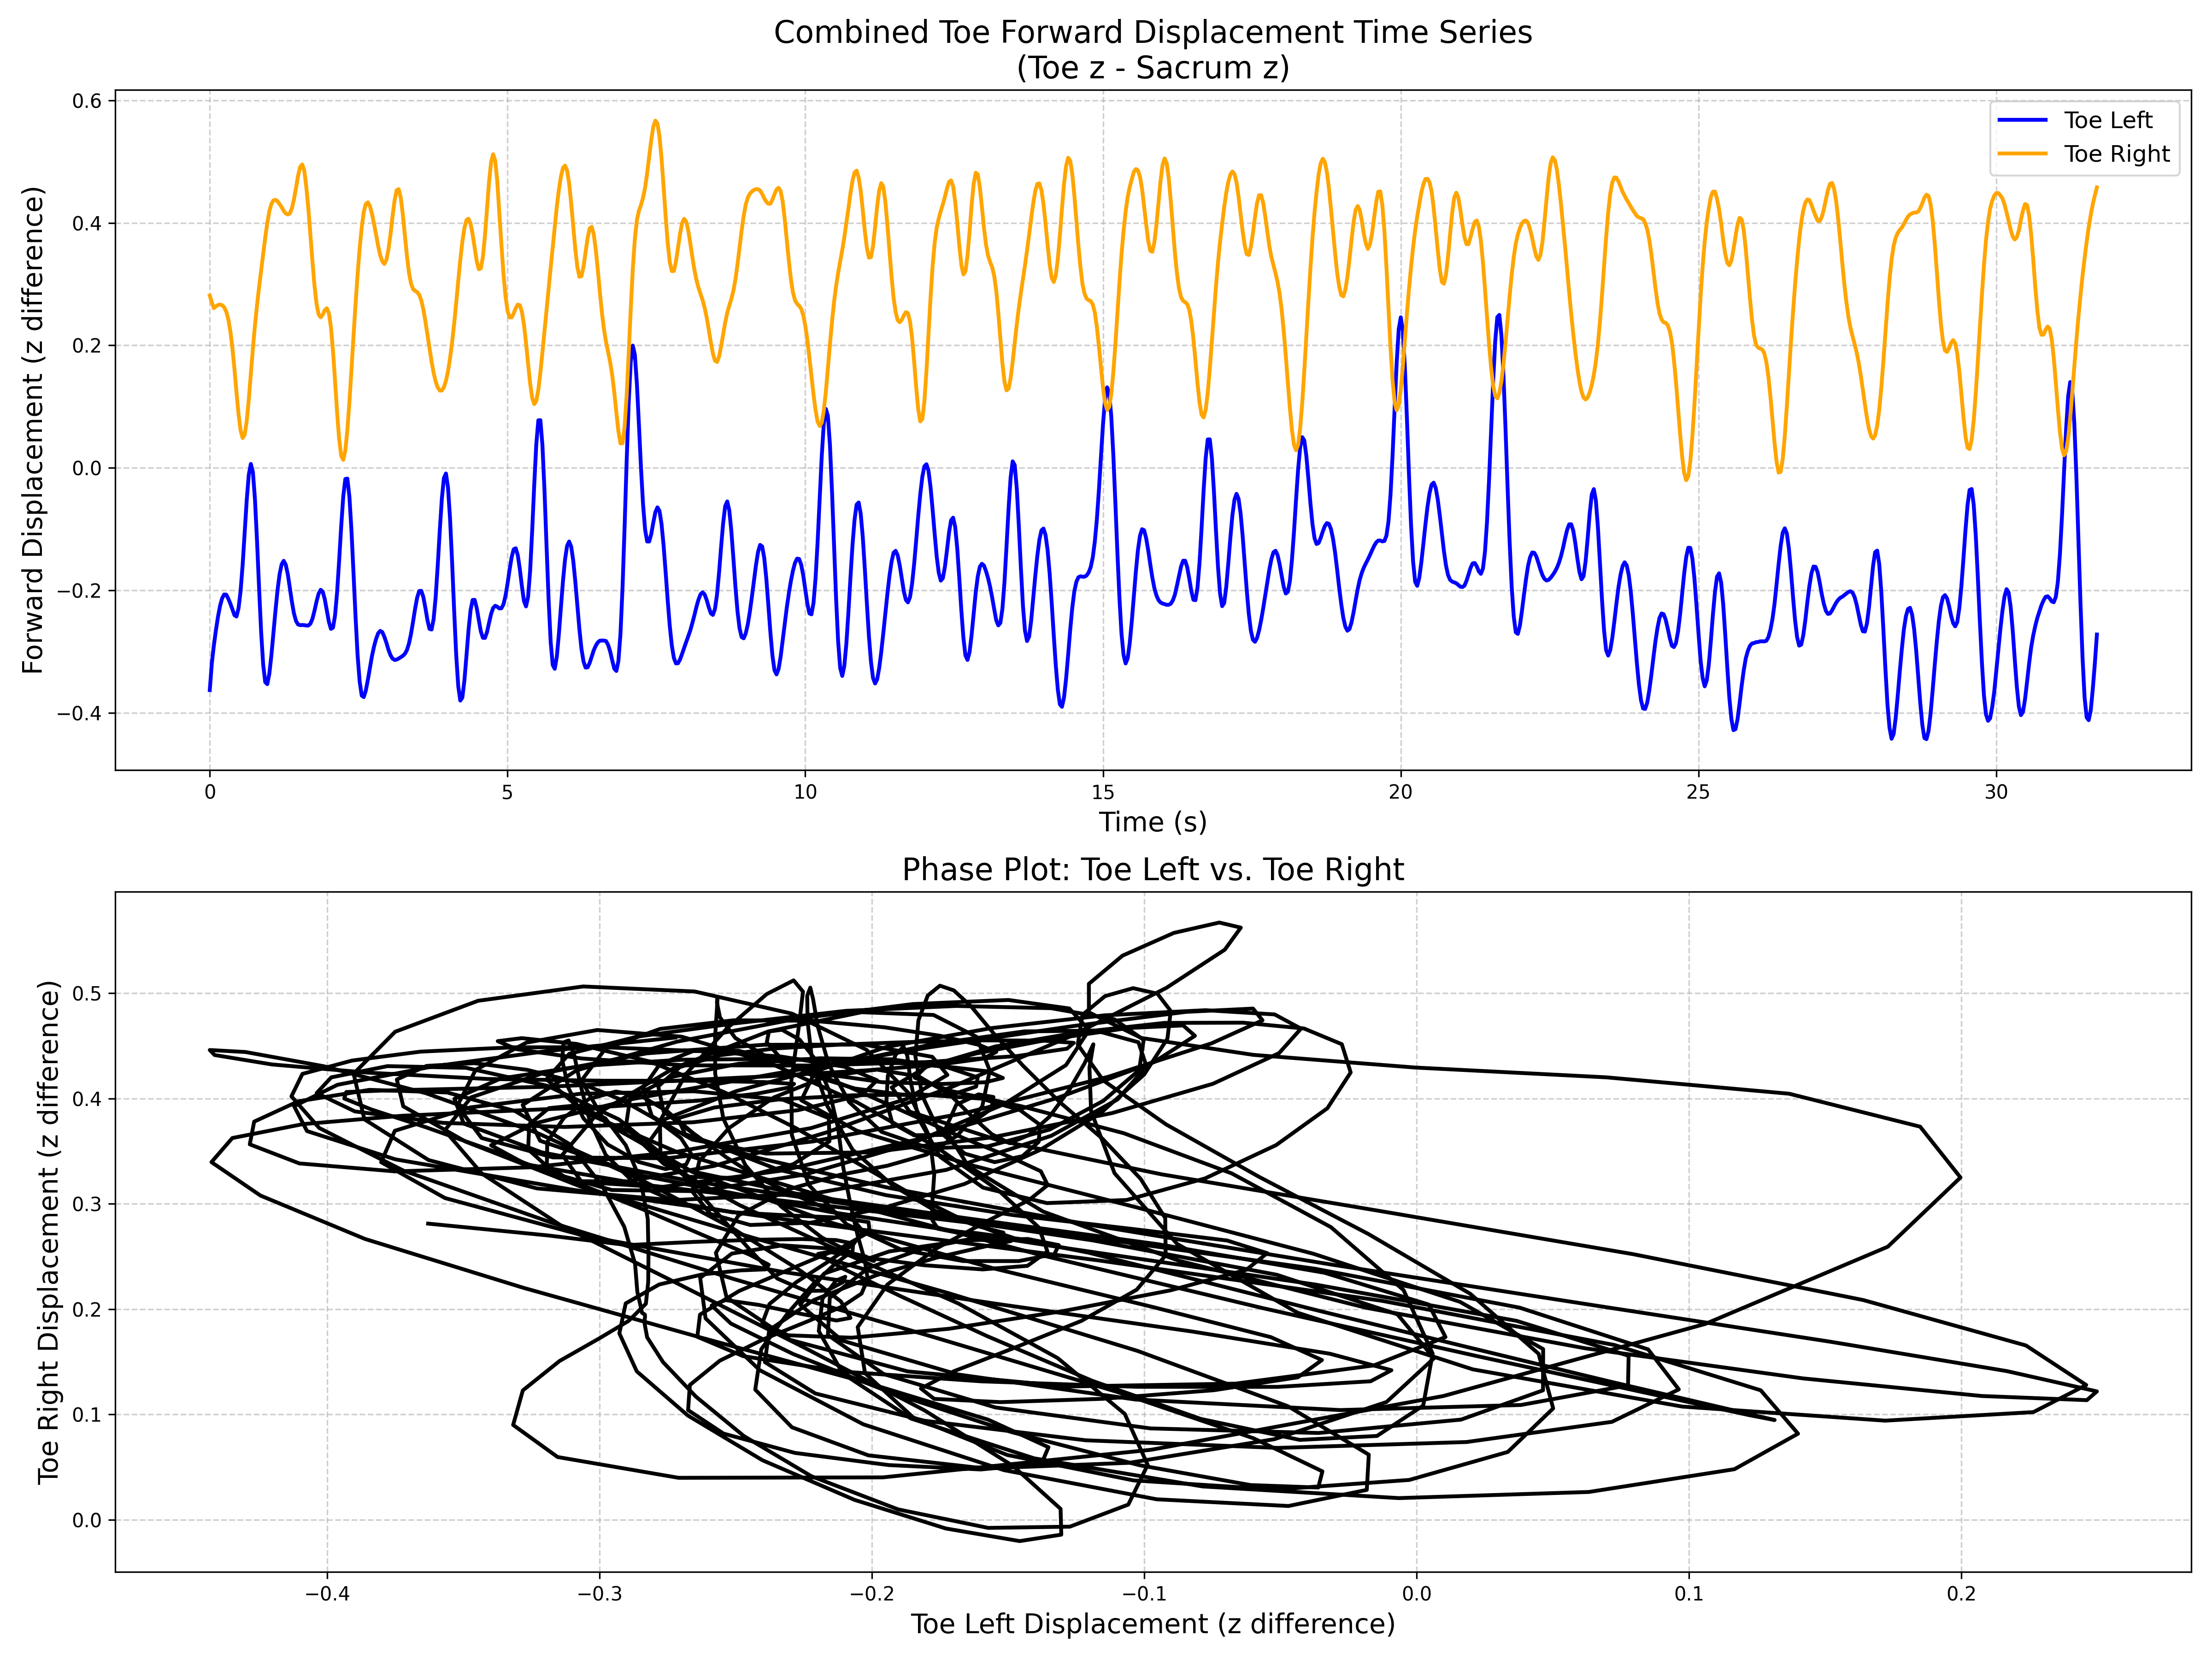 Combined Toe Forward Displacement Time Series
(Toe z - Sacrum z)
Forward Displacement (z difference)
0.6
0.4
0.2
0.0
−0.2
−0.4
Toe Left
Toe Right
0 5 10 15 20 25 30
Time (s)
Phase Plot: Toe Left vs. Toe Right
Toe Right Displacement (z difference)
0.5
0.4
0.3
0.2
0.1
0.0
−0.4 −0.3 −0.2 −0.1 0.0 0.1 0.2
Toe Left Displacement (z difference)